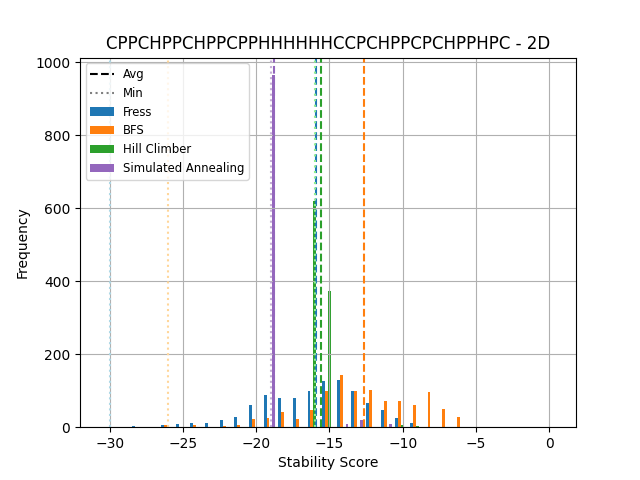 CPPCHPPCHPPCPPHHHHHHCCPCHPPCPCHPPHPC - 2D
1000
800
600
400
200
0
Frequency
Avg
Min
Fress
BFS
Hill Climber
Simulated Annealing
−30
−25
−20
−15
−10
−5
0
Stability Score